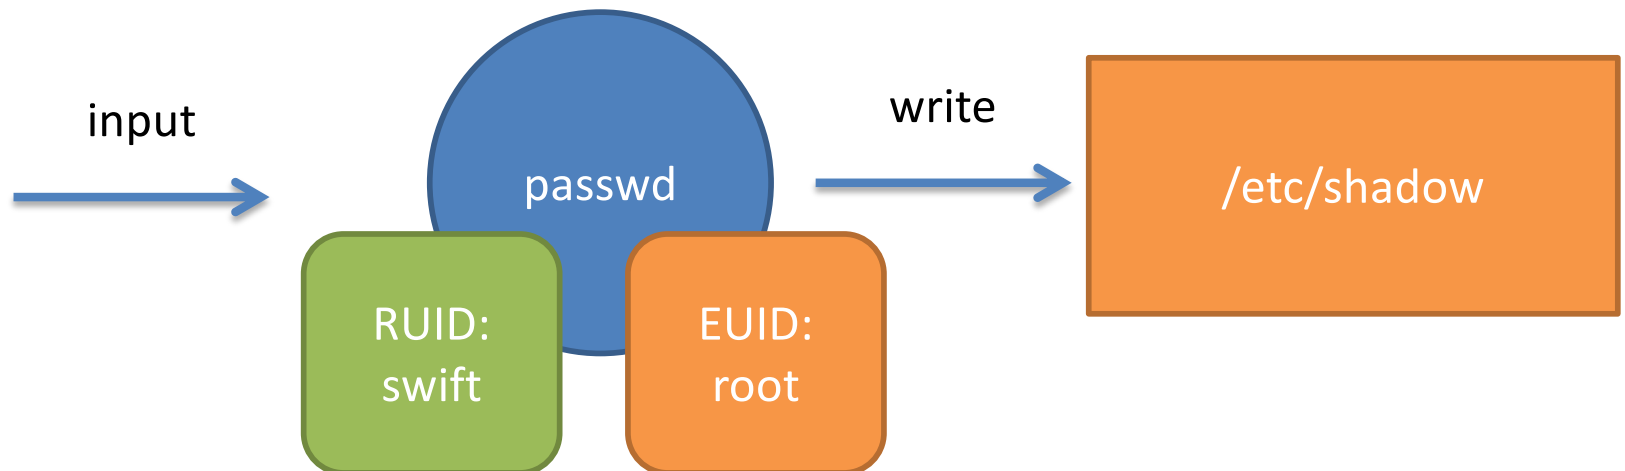 input
passwd
write
/etc/shadow
RUID:
swift
EUID:
root